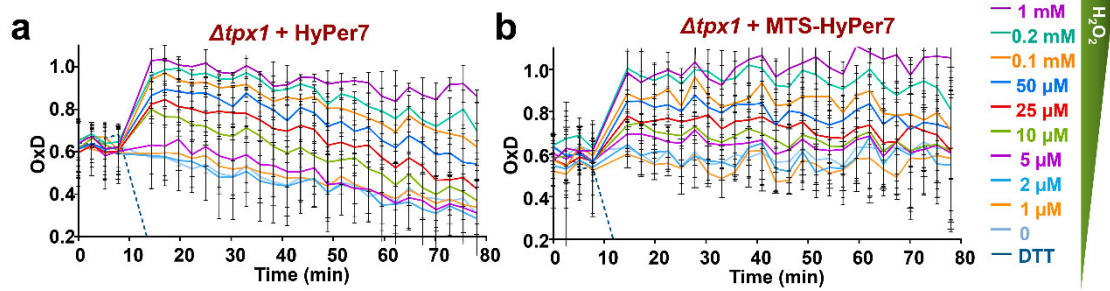 a
Δtpx1 + HyPer7
OxD
1.0
0.8
0.6
0.4
0.2
0 10 20 30 40 50 60 70 80
Time (min)
b
Δtpx1 + MTS-HyPer7
OxD
1.0
0.8
0.6
0.4
0.2
0 10 20 30 40 50 60 70 80
Time (min)
1 mM
0.2 mM
0.1 mM
50 µM
25 µM
10 µM
5 µM
2 µM
1 µM
0
DTT
H₂O₂